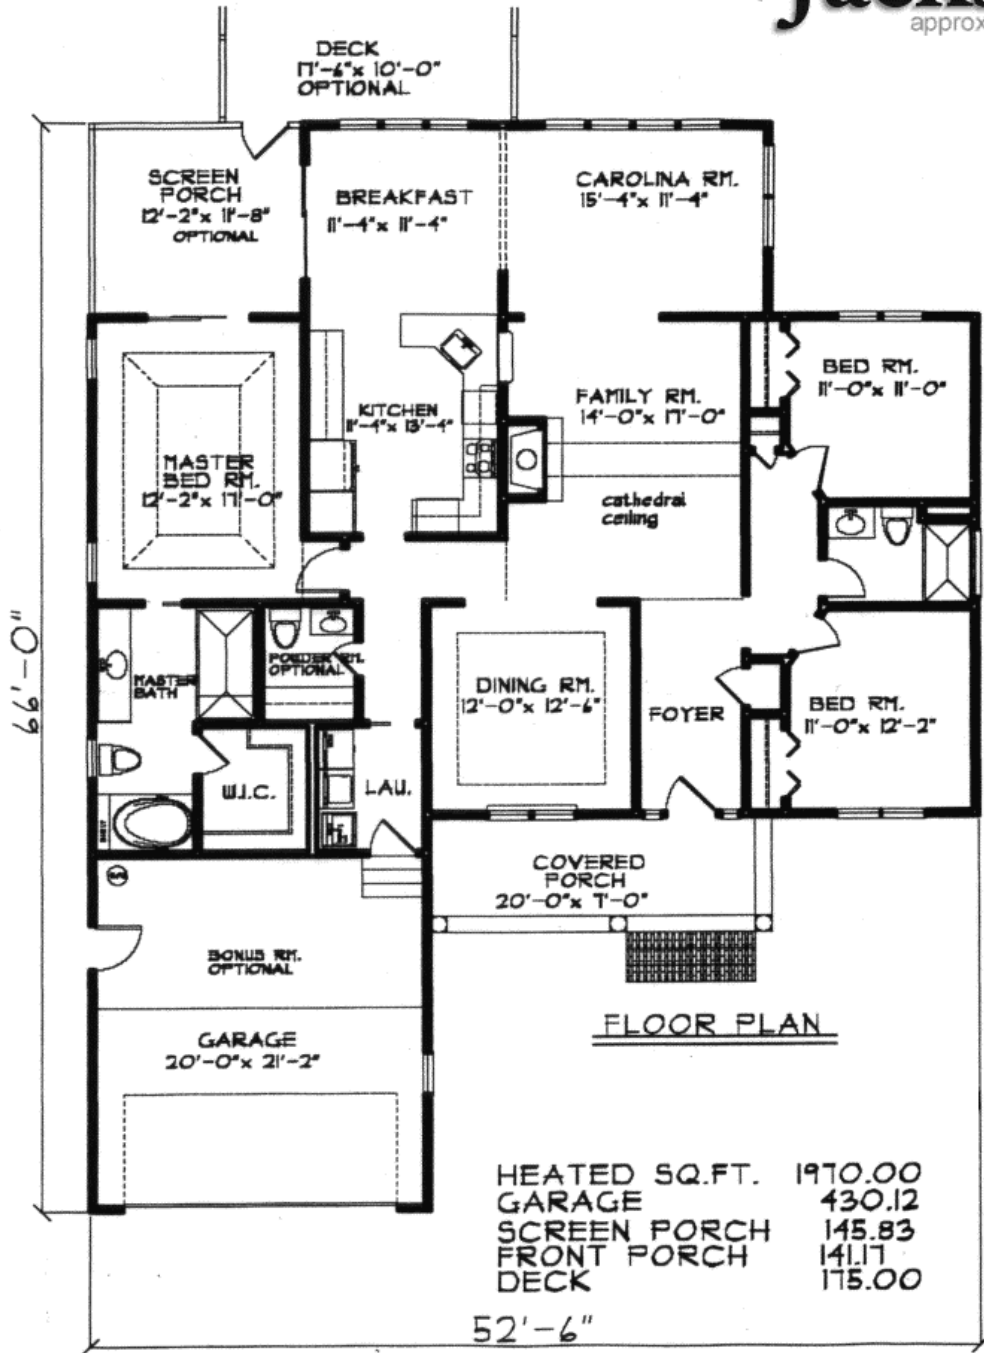 approx
DECK
17'-6"x 10'-0"
OPTIONAL
SCREEN
PORCH
12'-2"x 11'-8"
OPTIONAL
BREAKFAST
11'-4"x 11'-4"
CAROLINA RM.
15'-4"x 11'-4"
BED RM.
11'-0"x 11'-0"
FAMILY RM.
14'-0"x 17'-0"
KITCHEN
11'-4"x 13'-4"
MASTER
BED RM.
12'-2"x 17'-0"
cathedral
ceiling
69'-6"
MASTER
BATH
POWDER RM.
OPTIONAL
DINING RM.
12'-0"x 12'-6"
FOYER
BED RM.
11'-0"x 12'-2"
W.I.C.
LAU.
COVERED
PORCH
20'-0"x 7'-0"
BONUS RM.
OPTIONAL
FLOOR PLAN
GARAGE
20'-0"x 21'-2"
HEATED SQ.FT. 1970.00
GARAGE 430.12
SCREEN PORCH 145.83
FRONT PORCH 141.17
DECK 175.00
52'-6"